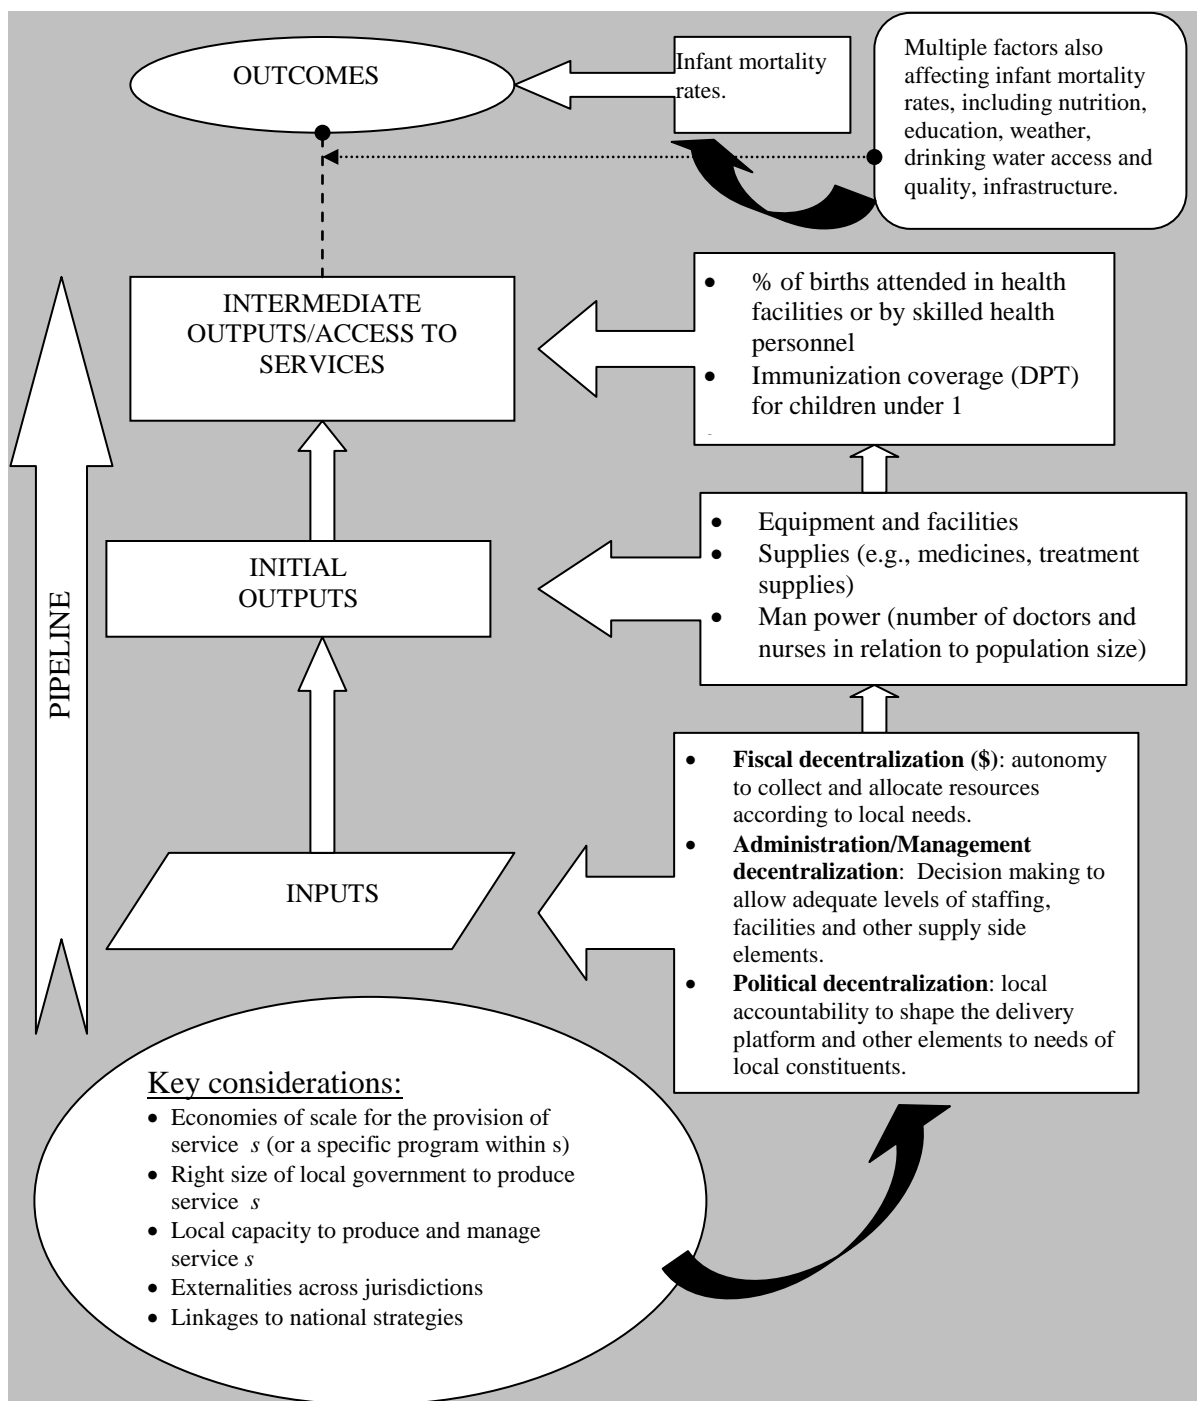 OUTCOMES
Infant mortality
rates.
Multiple factors also
affecting infant mortality
rates, including nutrition,
education, weather,
drinking water access and
quality, infrastructure.
INTERMEDIATE
OUTPUTS/ACCESS TO
SERVICES
• % of births attended in health
facilities or by skilled health
personnel
• Immunization coverage (DPT)
for children under 1
PIPELINE
INITIAL
OUTPUTS
• Equipment and facilities
• Supplies (e.g., medicines, treatment
supplies)
• Man power (number of doctors and
nurses in relation to population size)
INPUTS
• Fiscal decentralization ($): autonomy
to collect and allocate resources
according to local needs.
• Administration/Management
decentralization:  Decision making to
allow adequate levels of staffing,
facilities and other supply side
elements.
• Political decentralization: local
accountability to shape the delivery
platform and other elements to needs of
local constituents.
Key considerations:
• Economies of scale for the provision of
service  s (or a specific program within s)
• Right size of local government to produce
service  s
• Local capacity to produce and manage
service s
• Externalities across jurisdictions
• Linkages to national strategies